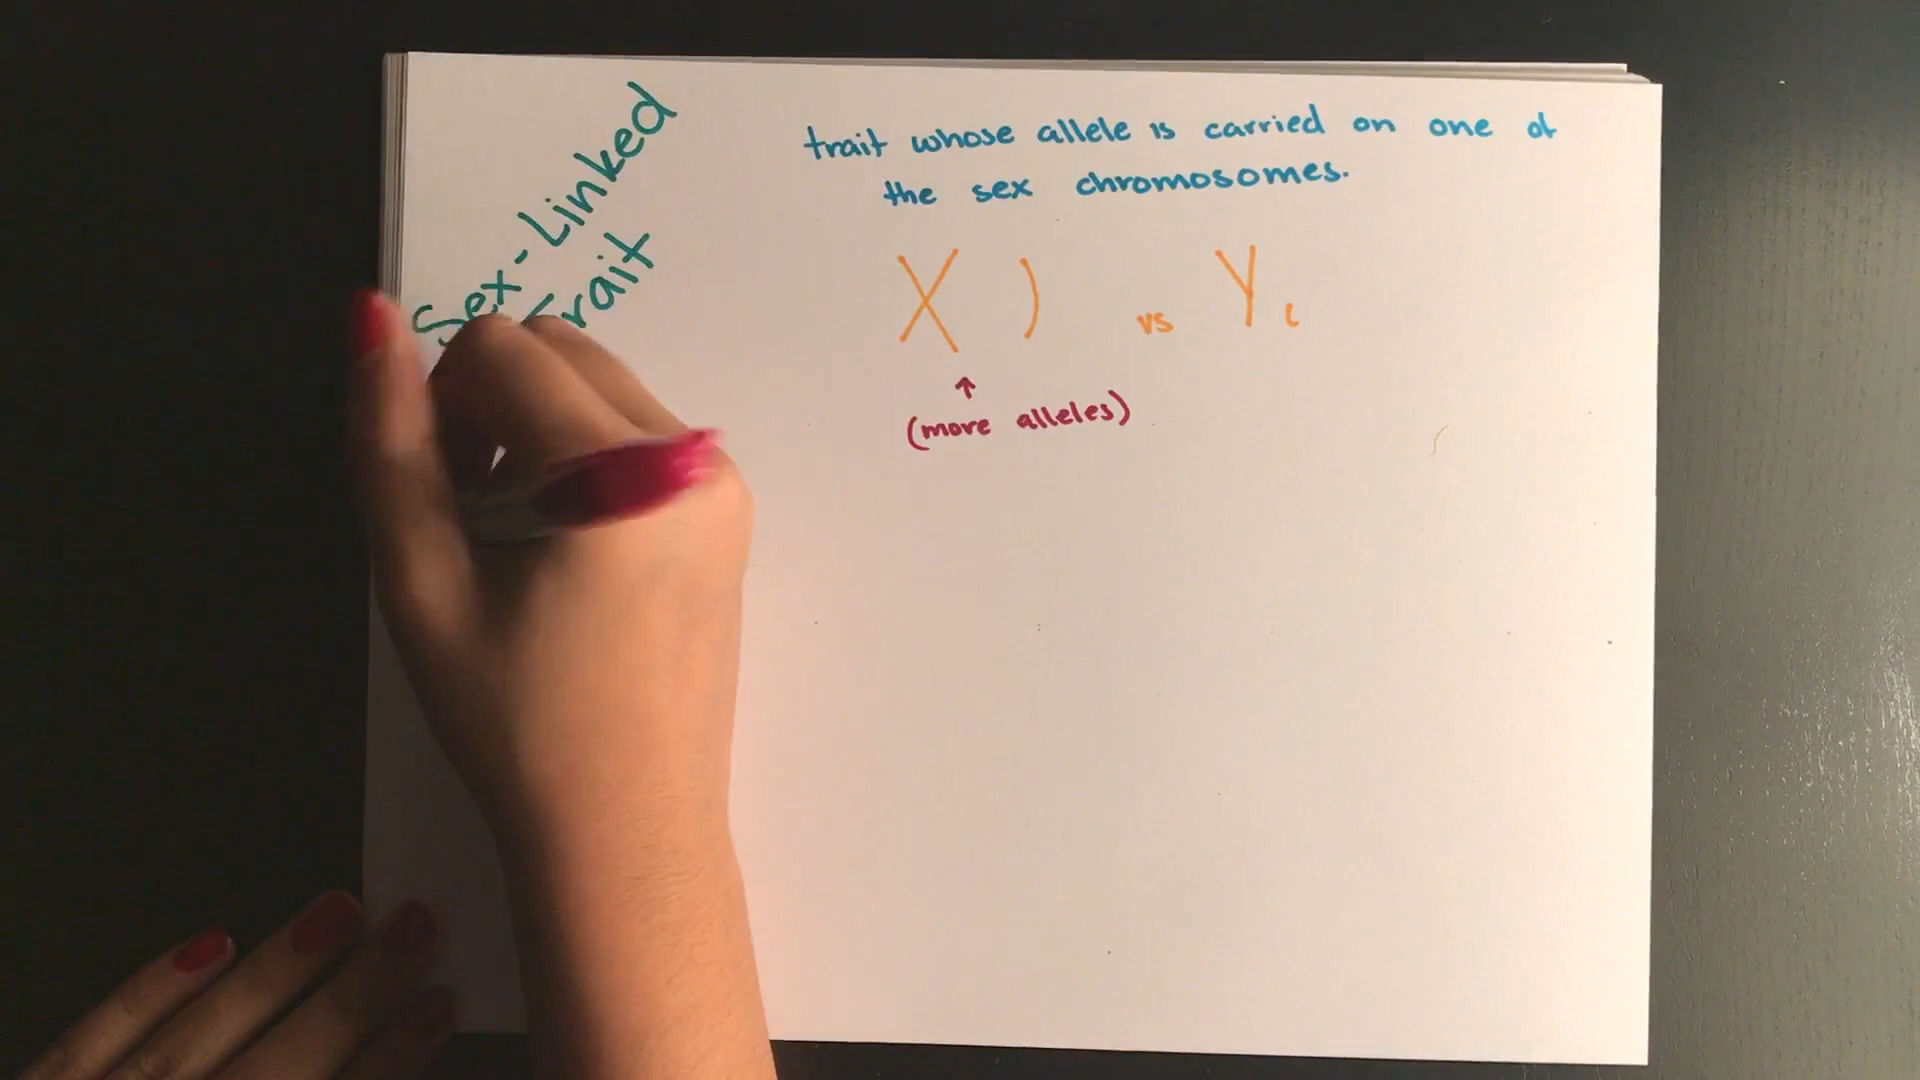 Sex-Linked
Trait
trait whose allele is carried on one of
the sex chromosomes.
X ) vs Y
(more alleles)